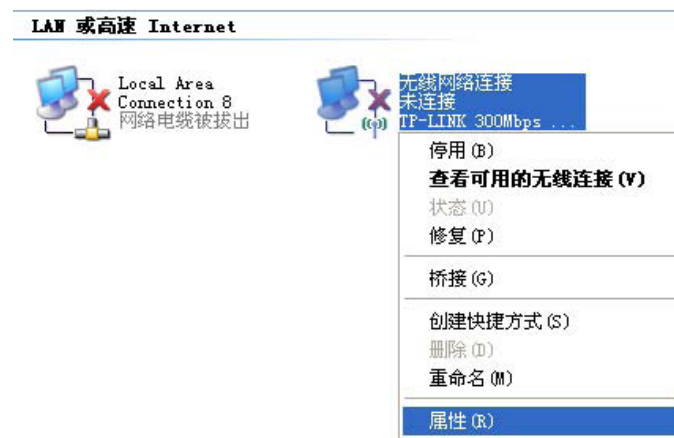 LAN 或高速 Internet
Local Area
Connection 8
网络电缆被拔出
无线网络连接
未连接
TP-LINK 300Mbps ...
停用(B)
查看可用的无线连接(V)
状态(U)
修复(P)
桥接(G)
创建快捷方式(S)
删除(D)
重命名(M)
属性(R)